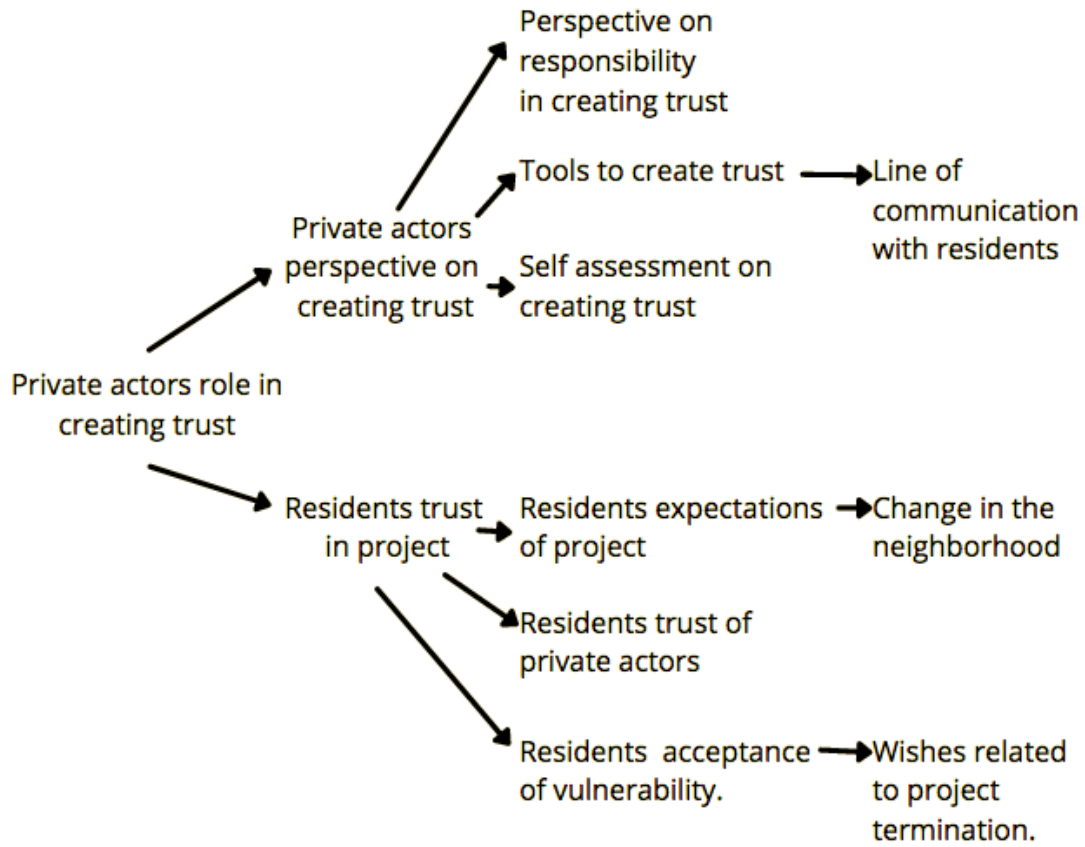 Perspective on
responsibility
in creating trust
Tools to create trust
Line of
communication
with residents
Private actors
perspective on
creating trust
Self assessment on
creating trust
Private actors role in
creating trust
Residents trust
in project
Residents expectations
of project
Change in the
neighborhood
Residents trust of
private actors
Residents  acceptance
of vulnerability.
Wishes related
to project
termination.